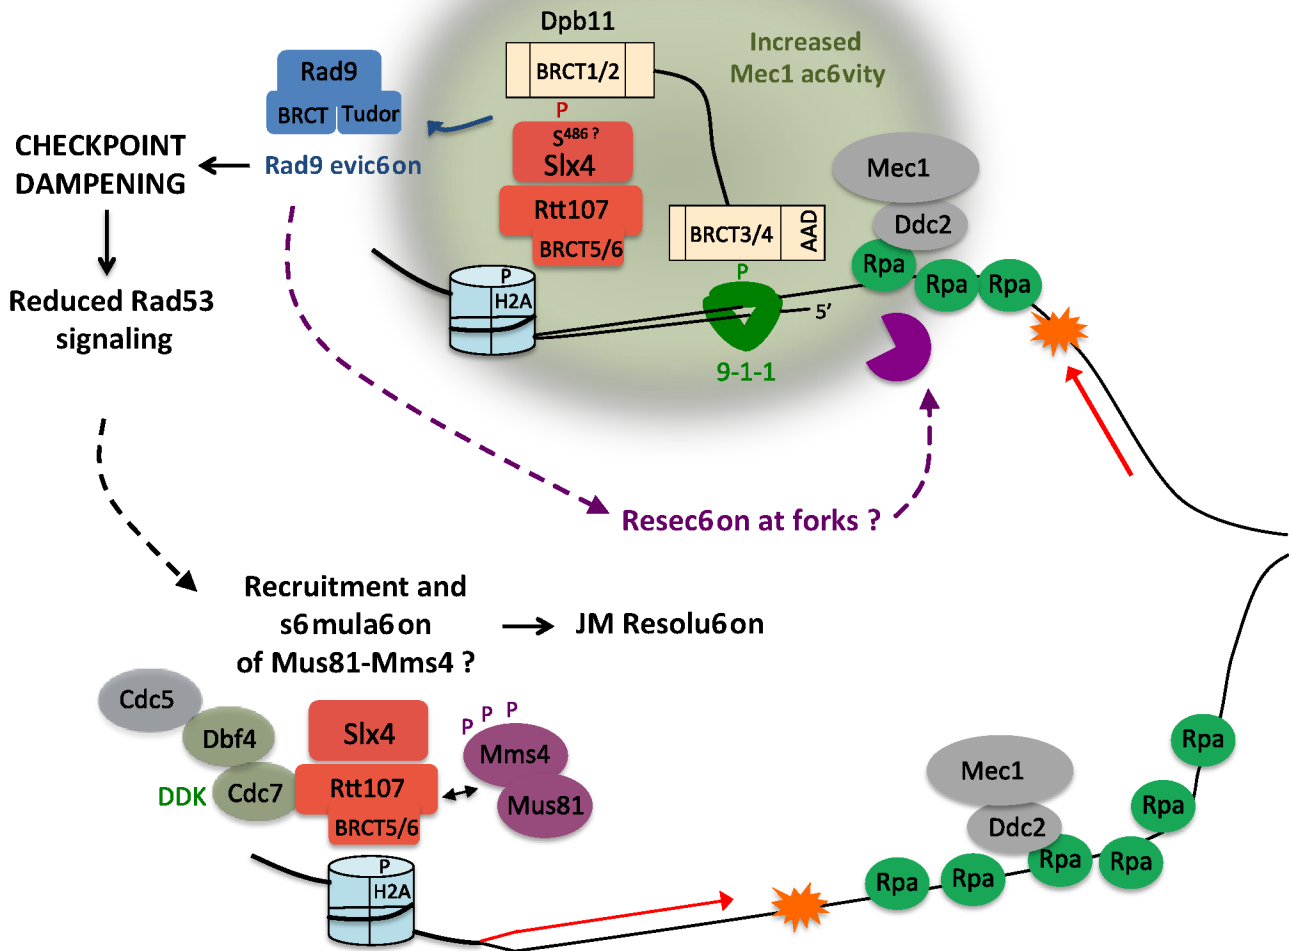 Dpb11
BRCT1/2
Increased
Mec1 ac6vity
Rad9
BRCT Tudor
P
S486 ?
Slx4
CHECKPOINT
DAMPENING
Rad9 evic6on
Mec1
Rtt107
BRCT5/6
Ddc2
BRCT3/4
AAD
P
P
H2A
Rpa
Rpa
Rpa
5’
Reduced Rad53
signaling
9-1-1
Resec6on at forks ?
Recruitment and
s6mula6on
of Mus81-Mms4 ?
JM Resolu6on
Cdc5
Dbf4
DDK
Cdc7
Slx4
Rtt107
BRCT5/6
P P P
Mms4
Mus81
P
H2A
Mec1
Ddc2
Rpa
Rpa
Rpa
Rpa
Rpa
Rpa